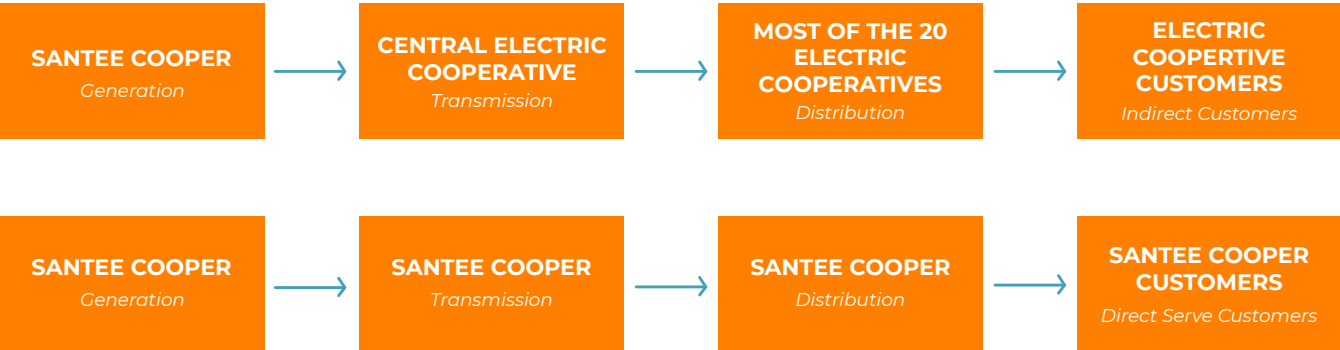 SANTEE COOPER
Generation
CENTRAL ELECTRIC
COOPERATIVE
Transmission
MOST OF THE 20
ELECTRIC
COOPERATIVES
Distribution
ELECTRIC
COOPERTIVE
CUSTOMERS
Indirect Customers
SANTEE COOPER
Generation
SANTEE COOPER
Transmission
SANTEE COOPER
Distribution
SANTEE COOPER
CUSTOMERS
Direct Serve Customers